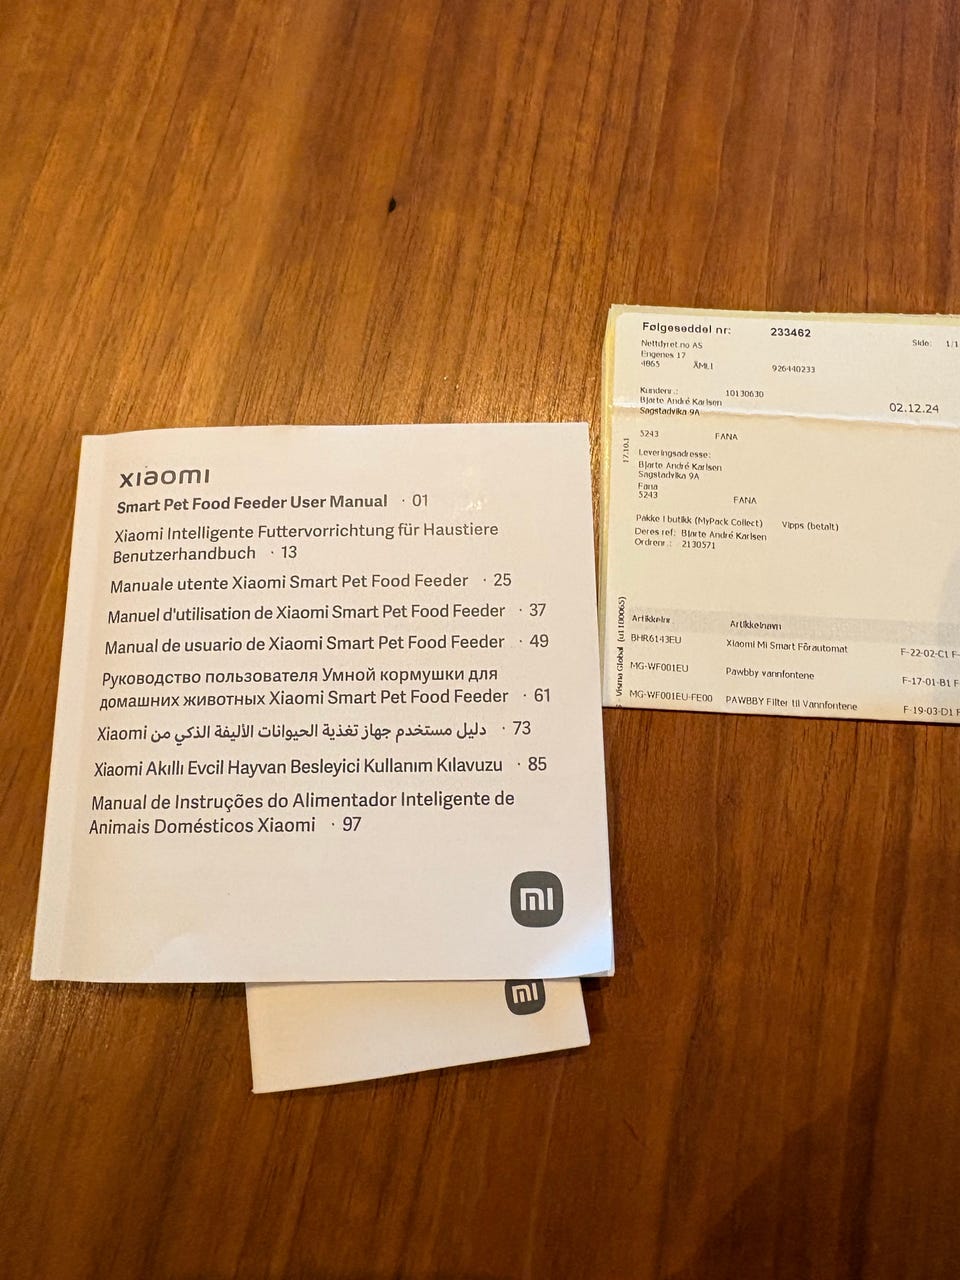 xiaomi
Smart Pet Food Feeder User Manual · 01
Xiaomi Intelligente Futtervorrichtung für Haustiere
Benutzerhandbuch · 13
Manuale utente Xiaomi Smart Pet Food Feeder · 25
Manuel d'utilisation de Xiaomi Smart Pet Food Feeder · 37
Manual de usuario de Xiaomi Smart Pet Food Feeder · 49
Руководство пользователя Умной кормушки для
домашних животных Xiaomi Smart Pet Food Feeder · 61
دليل مستخدم جهاز تغذية الحيوانات الأليفة الذكي من Xiaomi · 73
Xiaomi Akıllı Evcil Hayvan Besleyici Kullanım Kılavuzu · 85
Manual de Instruções do Alimentador Inteligente de
Animais Domésticos Xiaomi · 97
mi
mi
Følgeseddel nr: 233462 Side: 1/1
Nettdyret.no AS
Engenes 17
4865 ÅMLI 926440233
Kundenr.: 10130630
Bjarte André Karlsen 02.12.24
Sagstadvika 9A
5243 FANA
Leveringsadresse:
Bjarte André Karlsen
Sagstadvika 9A
Fana
5243 FANA
Pakke i butikk (MyPack Collect) Vipps (betalt)
Deres ref: Bjarte André Karlsen
Ordrenr.: 2130571
Artikkelnr Artikkelnavn
BHR6143EU Xiaomi Mi Smart Fôrautomat F-22-02-C1 F-
MG-WF001EU Pawbby vannfontene F-17-01-B1 F
MG-WF001EU-FE00 PAWBBY Filter til Vannfontene F-19-03-D1 F
17.10.1
- Visma Global (u1100065)